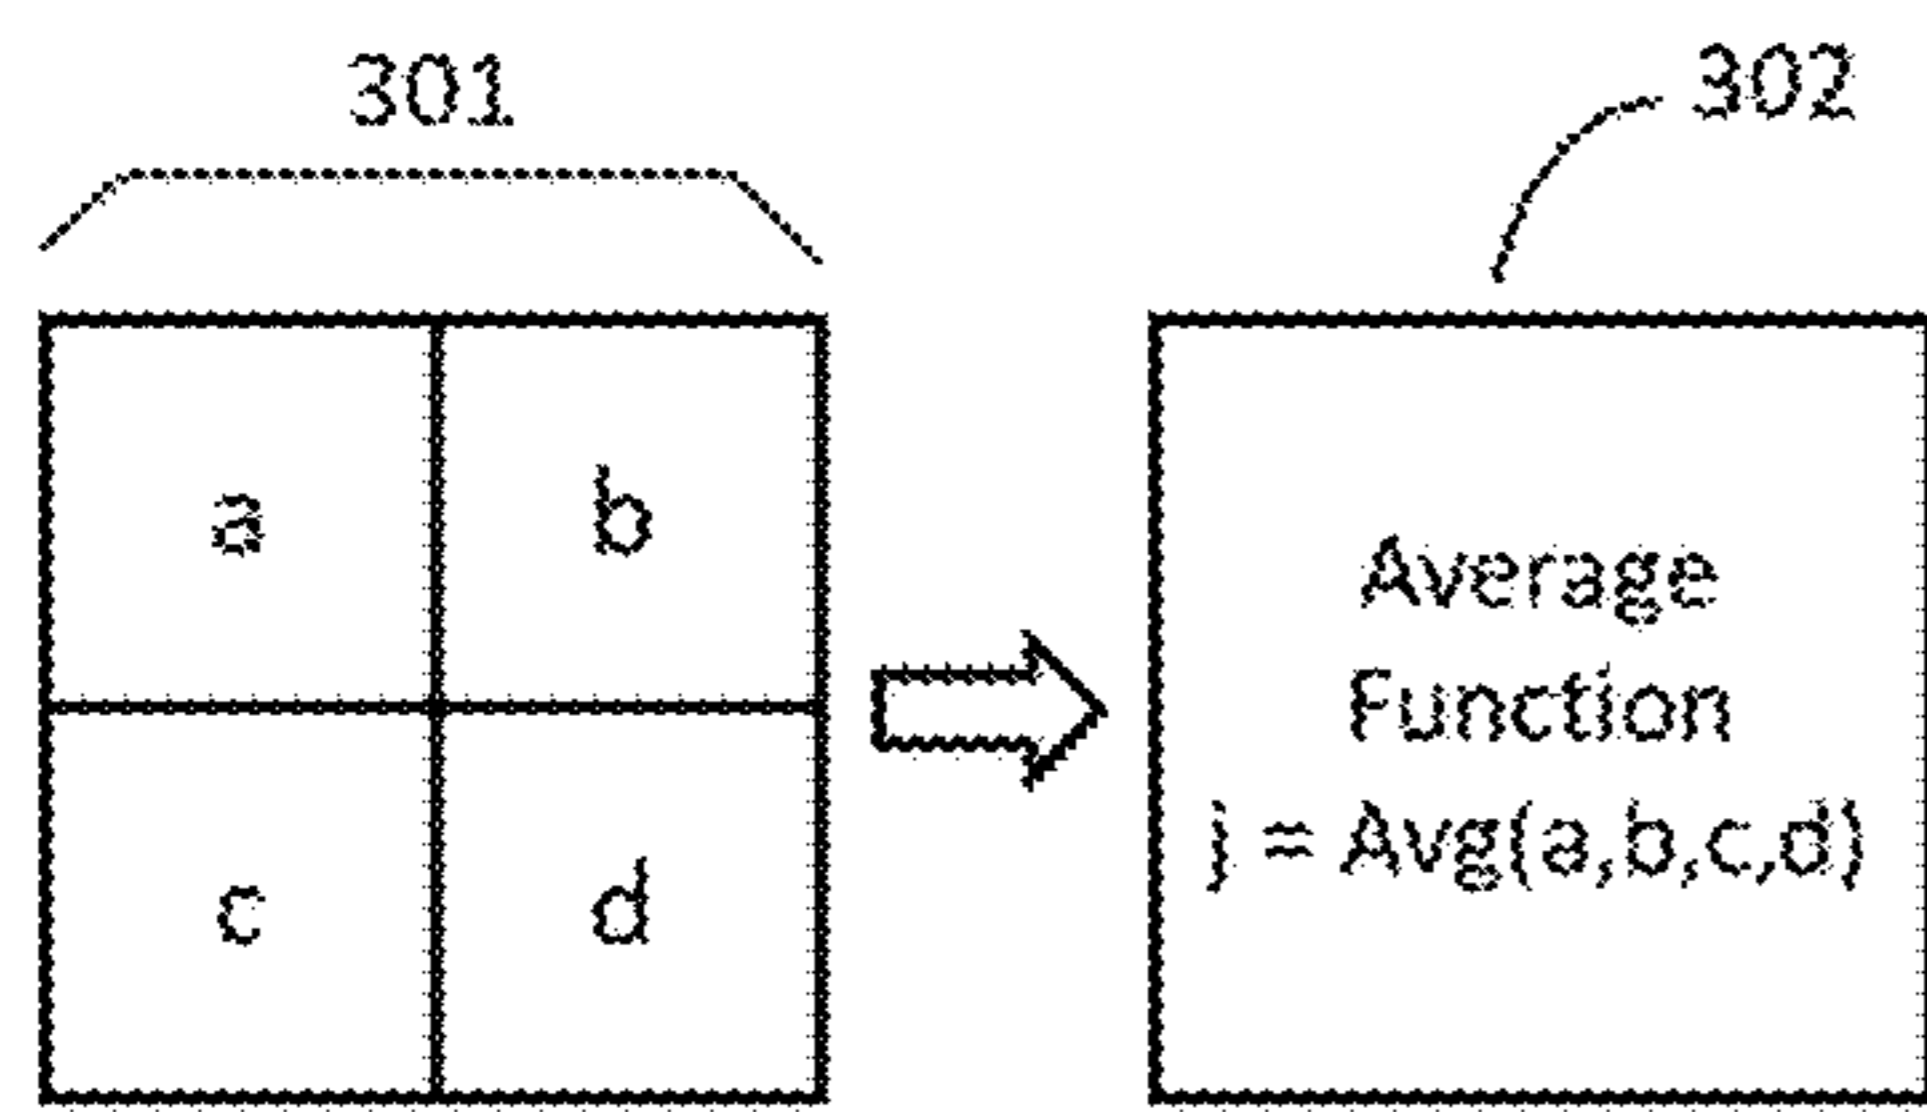 301
302
a b
c d
Average
Function
j = Avg(a,b,c,d)